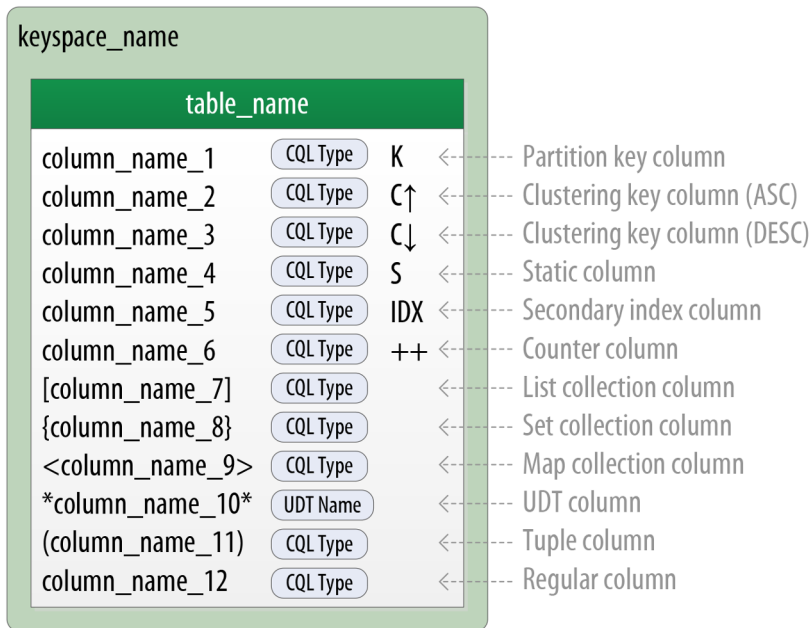 keyspace_name
table_name
column_name_1 CQL Type K Partition key column
column_name_2 CQL Type C↑ Clustering key column (ASC)
column_name_3 CQL Type C↓ Clustering key column (DESC)
column_name_4 CQL Type S Static column
column_name_5 CQL Type IDX Secondary index column
column_name_6 CQL Type ++ Counter column
[column_name_7] CQL Type List collection column
{column_name_8} CQL Type Set collection column
<column_name_9> CQL Type Map collection column
*column_name_10* UDT Name UDT column
(column_name_11) CQL Type Tuple column
column_name_12 CQL Type Regular column